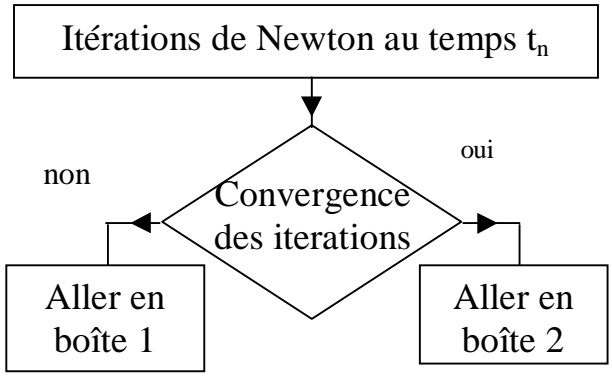 Itérations de Newton au temps tₙ
oui
non
Convergence
des iterations
Aller en
boîte 1
Aller en
boîte 2